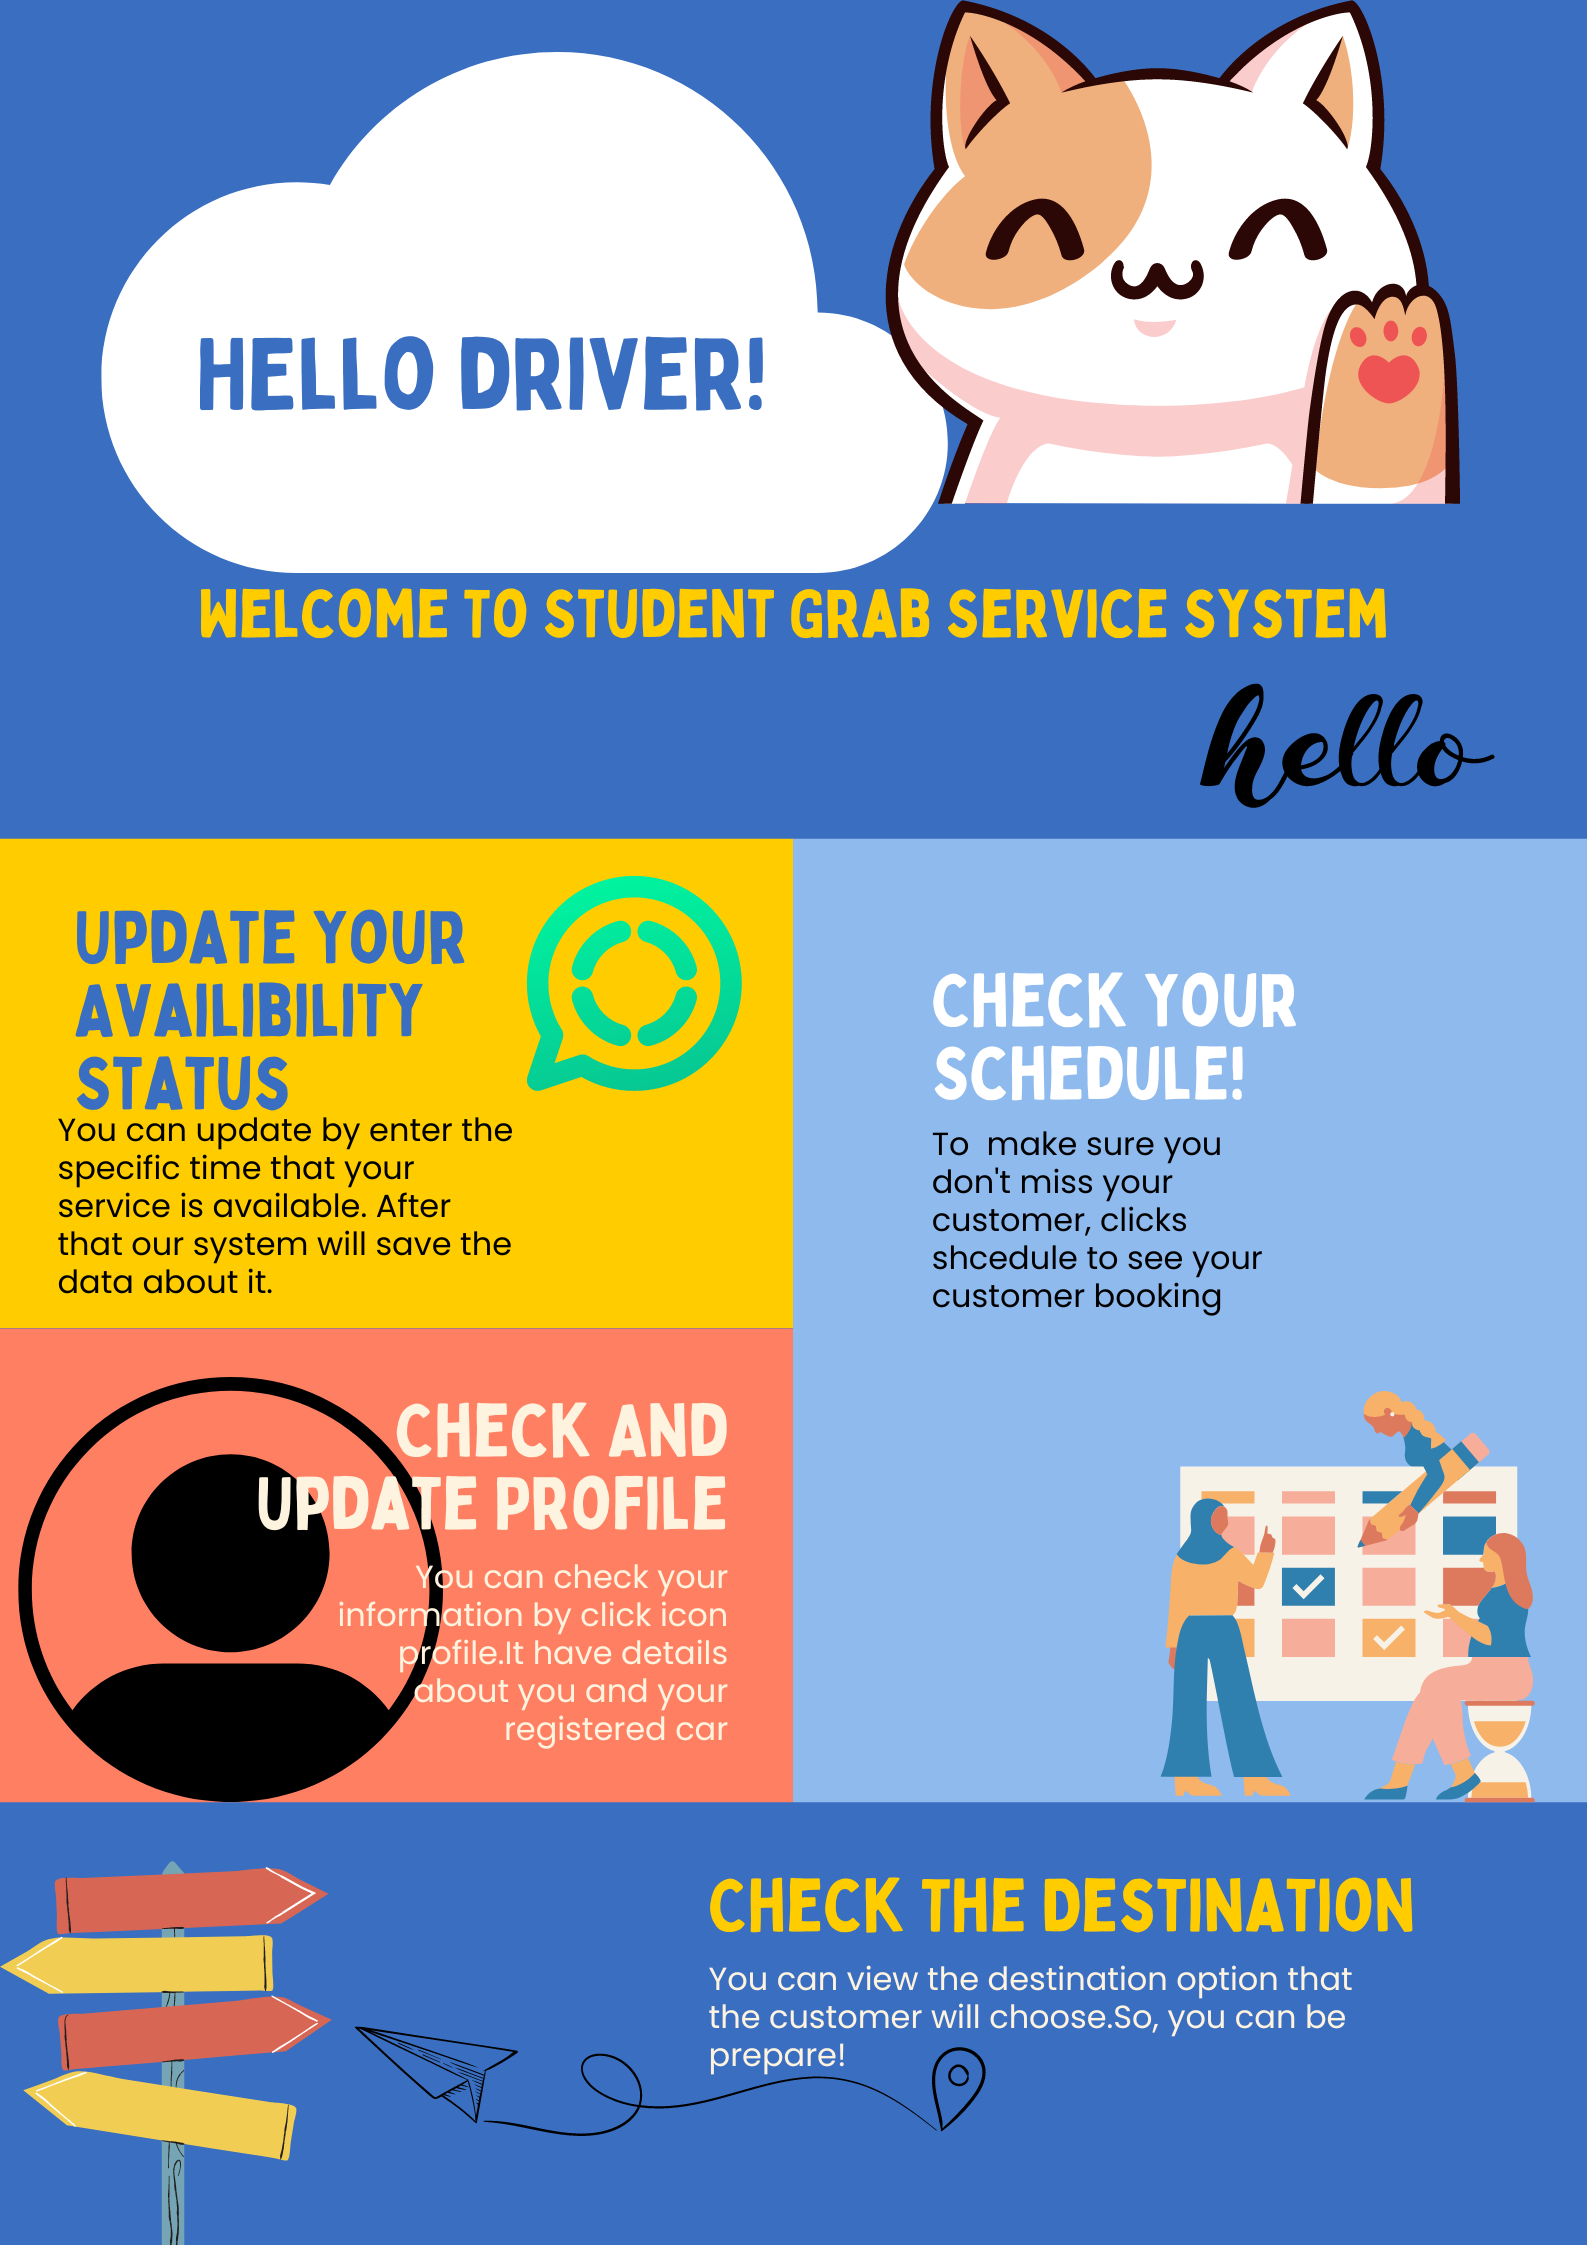 HELLO DRIVER!
WELCOME TO STUDENT GRAB SERVICE SYSTEM
hello
UPDATE YOUR
AVAILIBILITY
STATUS
You can update by enter the
specific time that your
service is available. After
that our system will save the
data about it.
CHECK YOUR
SCHEDULE!
To  make sure you
don't miss your
customer, clicks
shcedule to see your
customer booking
CHECK AND
UPDATE PROFILE
You can check your
information by click icon
profile.It have details
about you and your
registered car
CHECK THE DESTINATION
You can view the destination option that
the customer will choose.So, you can be
prepare!